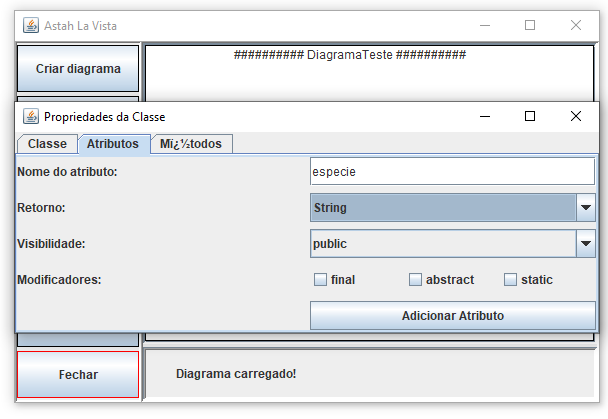 Astah La Vista
Criar diagrama
########## DiagramaTeste ##########
Propriedades da Classe
Classe Atributos Mï¿½todos
Nome do atributo: especie
Retorno: String
Visibilidade: public
Modificadores: final abstract static
Adicionar Atributo
Fechar
Diagrama carregado!